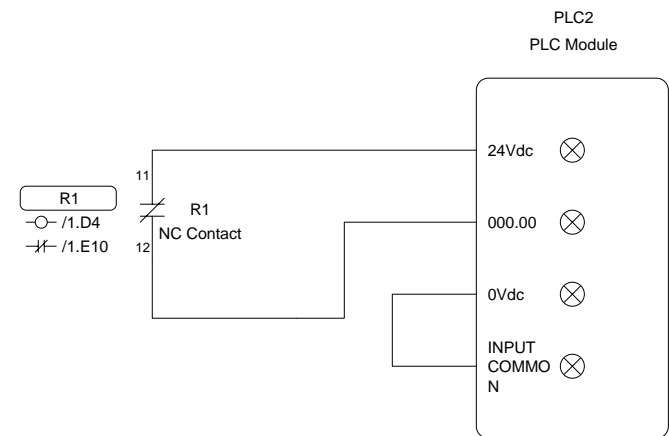 PLC2
PLC Module
24Vdc
11
R1
R1
/1.D4
000.00
NC Contact
/1.E10
12
0Vdc
INPUT
COMMO
N